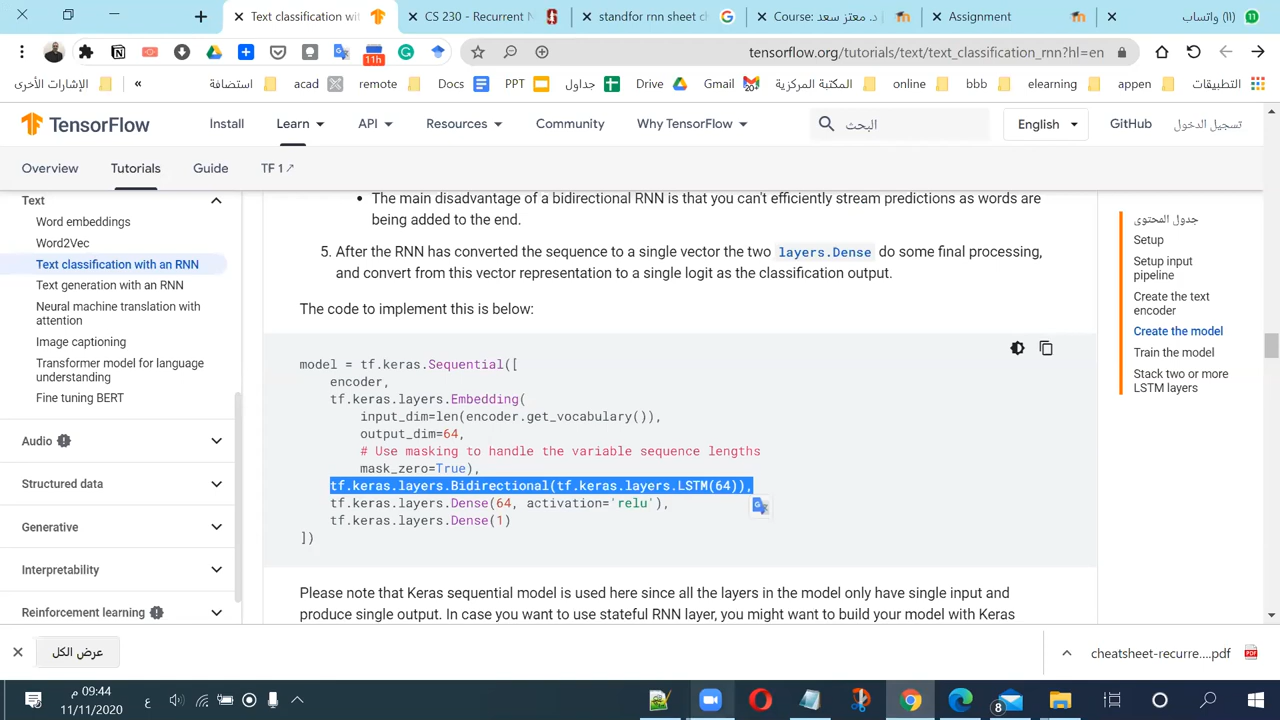 Text classification with
CS 230 - Recurrent N
standfor rnn sheet ch
Course: د. معتز سعد
Assignment
(١١) واتساب
11h
tensorflow.org/tutorials/text/text_classification_rnn?hl=en
الإشارات الأخرى
«
استضافة
acad
remote
Docs
PPT
جداول
Drive
Gmail
المكتبة المركزية
online
bbb
elearning
appen
التطبيقات
TensorFlow
Install
Learn
API
Resources
Community
Why TensorFlow
البحث
English
GitHub
تسجيل الدخول
Overview
Tutorials
Guide
TF 1
Text
Word embeddings
Word2Vec
Text classification with an RNN
Text generation with an RNN
Neural machine translation with
attention
Image captioning
Transformer model for language
understanding
Fine tuning BERT
Audio
Structured data
Generative
Interpretability
Reinforcement learning
• The main disadvantage of a bidirectional RNN is that you can't efficiently stream predictions as words are
being added to the end.
5. After the RNN has converted the sequence to a single vector the two layers.Dense do some final processing,
and convert from this vector representation to a single logit as the classification output.
The code to implement this is below:
model = tf.keras.Sequential([
encoder,
tf.keras.layers.Embedding(
input_dim=len(encoder.get_vocabulary()),
output_dim=64,
# Use masking to handle the variable sequence lengths
mask_zero=True),
tf.keras.layers.Bidirectional(tf.keras.layers.LSTM(64)),
tf.keras.layers.Dense(64, activation='relu'),
tf.keras.layers.Dense(1)
])
Please note that Keras sequential model is used here since all the layers in the model only have single input and
produce single output. In case you want to use stateful RNN layer, you might want to build your model with Keras
جدول المحتوى
Setup
Setup input
pipeline
Create the text
encoder
Create the model
Train the model
Stack two or more
LSTM layers
عرض الكل
cheatsheet-recurre....pdf
09:44 م
11/11/2020
ع
8